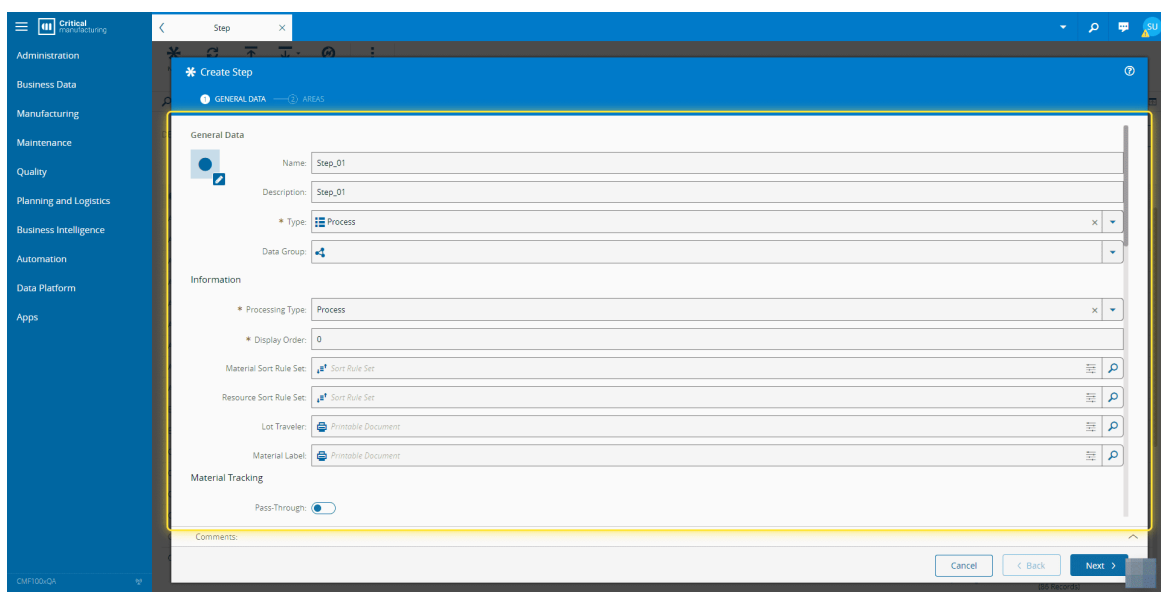 Critical
manufacturing
Step
SU
Administration
Business Data
Manufacturing
Maintenance
Quality
Planning and Logistics
Business Intelligence
Automation
Data Platform
Apps
CMF100xQA
Create Step
1 GENERAL DATA 2 AREAS
General Data
Name: Step_01
Description: Step_01
* Type: Process
Data Group:
Information
* Processing Type: Process
* Display Order: 0
Material Sort Rule Set: Sort Rule Set
Resource Sort Rule Set: Sort Rule Set
Lot Traveler: Printable Document
Material Label: Printable Document
Material Tracking
Pass-Through:
Comments:
Cancel
Back
Next